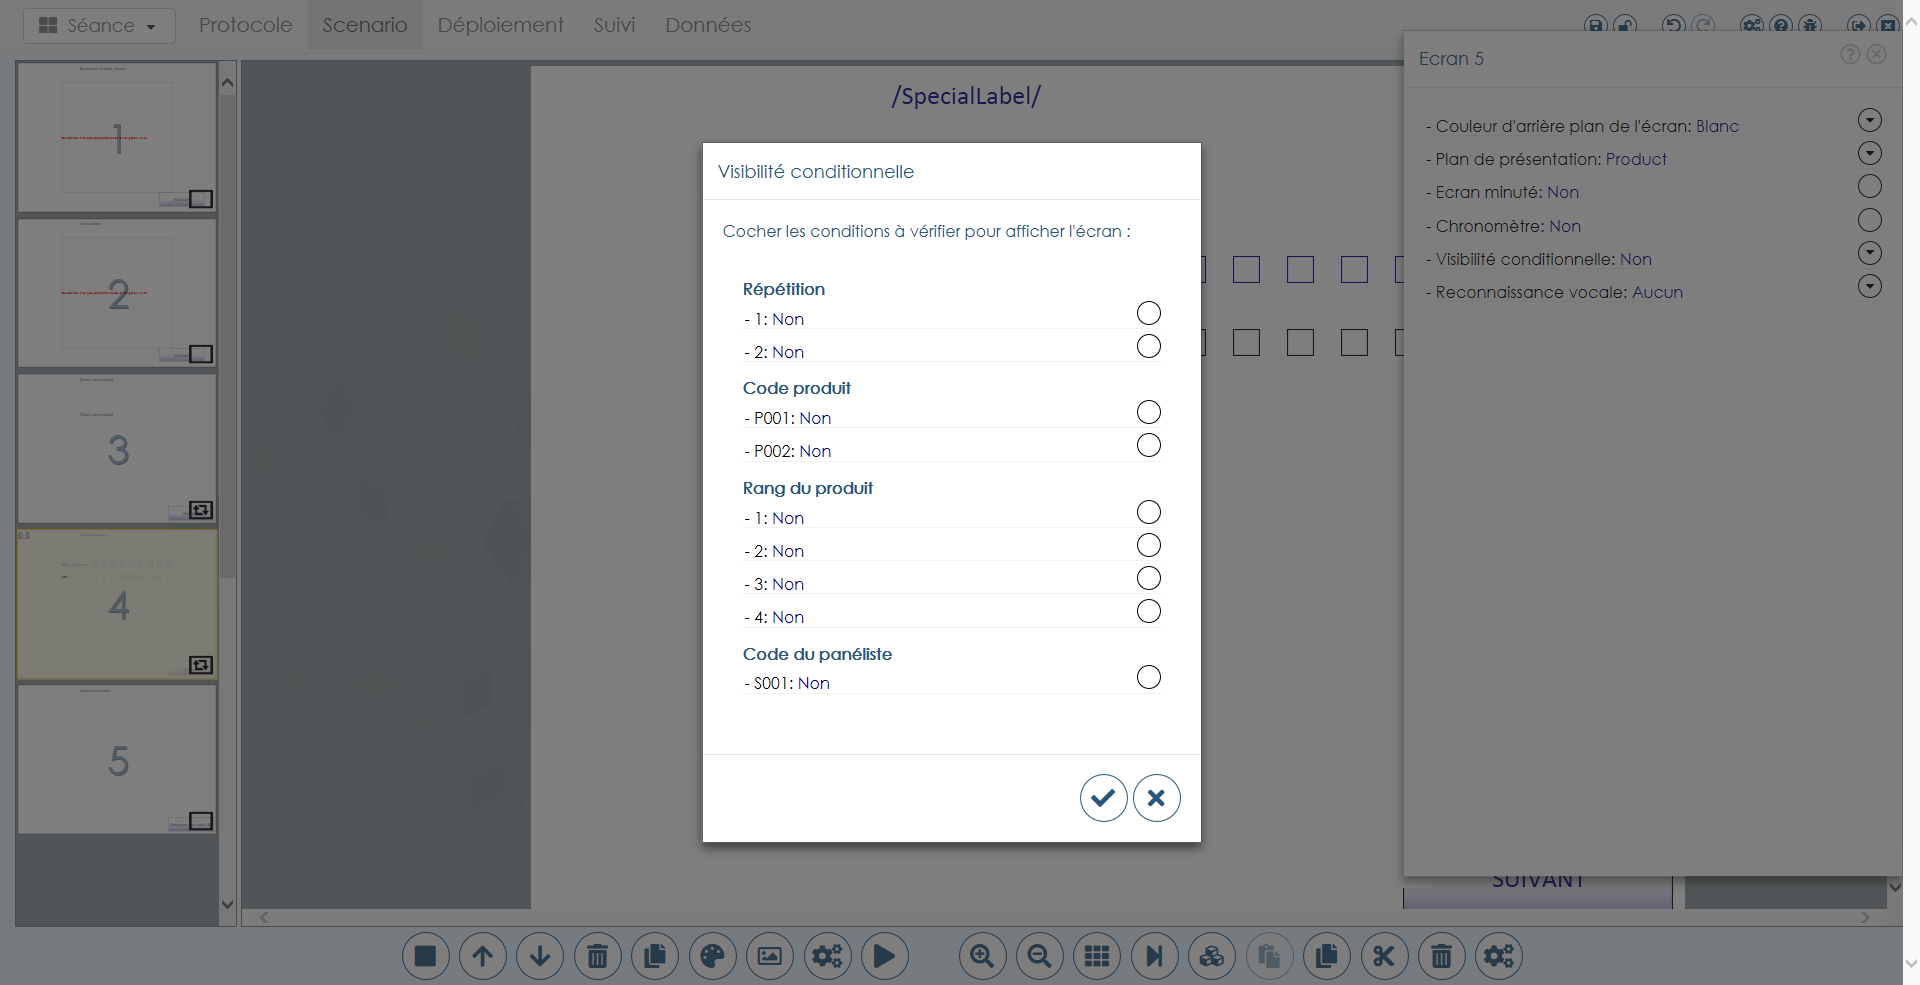 Séance
Protocole
Scenario
Déploiement
Suivi
Données
1
2
3
0.0
4
5
/SpecialLabel/
SUIVANT
Ecran 5
- Couleur d'arrière plan de l'écran: Blanc
- Plan de présentation: Product
- Ecran minuté: Non
- Chronomètre: Non
- Visibilité conditionnelle: Non
- Reconnaissance vocale: Aucun
Visibilité conditionnelle
Cocher les conditions à vérifier pour afficher l'écran :
Répétition
- 1: Non
- 2: Non
Code produit
- P001: Non
- P002: Non
Rang du produit
- 1: Non
- 2: Non
- 3: Non
- 4: Non
Code du panéliste
- S001: Non